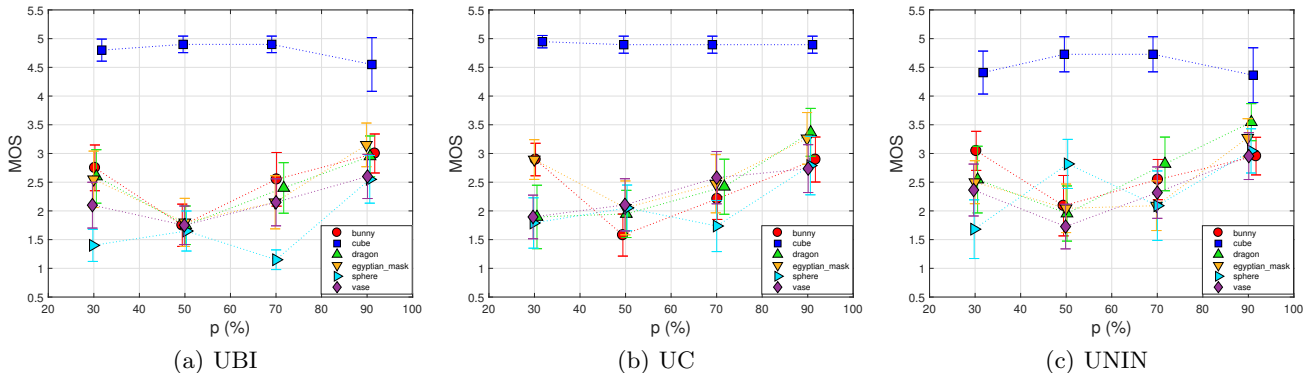 5.5
5
4.5
4
3.5
3
2.5
2
1.5
1
0.5
MOS
20 30 40 50 60 70 80 90 100
p (%)
bunny
cube
dragon
egyptian_mask
sphere
vase
(a) UBI
5.5
5
4.5
4
3.5
3
2.5
2
1.5
1
0.5
MOS
20 30 40 50 60 70 80 90 100
p (%)
bunny
cube
dragon
egyptian_mask
sphere
vase
(b) UC
5.5
5
4.5
4
3.5
3
2.5
2
1.5
1
0.5
MOS
20 30 40 50 60 70 80 90 100
p (%)
bunny
cube
dragon
egyptian_mask
sphere
vase
(c) UNIN